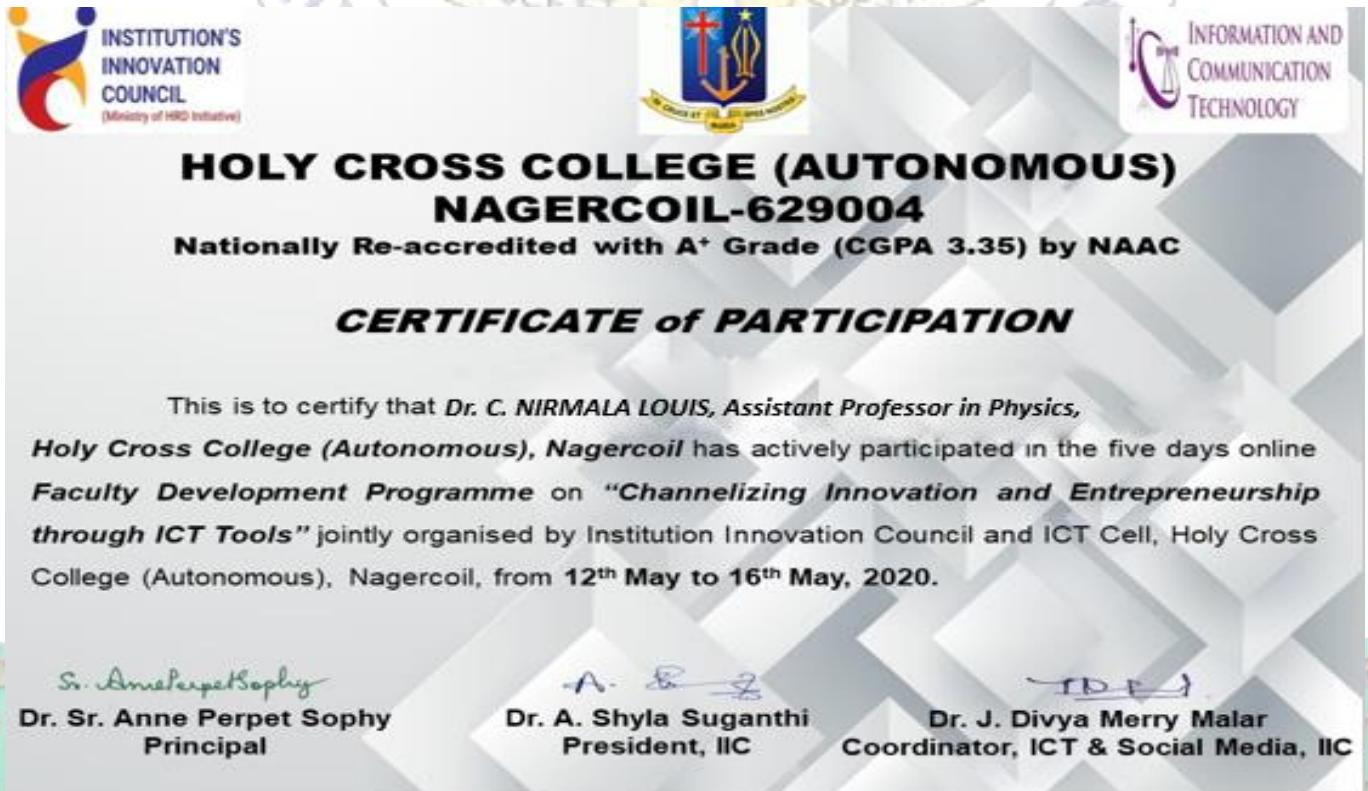 INSTITUTION'S
INNOVATION
COUNCIL
(Ministry of HRD Initiative)
INFORMATION AND
COMMUNICATION
TECHNOLOGY
HOLY CROSS COLLEGE (AUTONOMOUS)
NAGERCOIL-629004
Nationally Re-accredited with A⁺ Grade (CGPA 3.35) by NAAC
CERTIFICATE of PARTICIPATION
This is to certify that Dr. C. NIRMALA LOUIS, Assistant Professor in Physics,
Holy Cross College (Autonomous), Nagercoil has actively participated in the five days online
Faculty Development Programme on "Channelizing Innovation and Entrepreneurship
through ICT Tools" jointly organised by Institution Innovation Council and ICT Cell, Holy Cross
College (Autonomous), Nagercoil, from 12th May to 16th May, 2020.
Sr. AnnePerpetSophy
Dr. Sr. Anne Perpet Sophy
Principal
Dr. A. Shyla Suganthi
President, IIC
Dr. J. Divya Merry Malar
Coordinator, ICT & Social Media, IIC